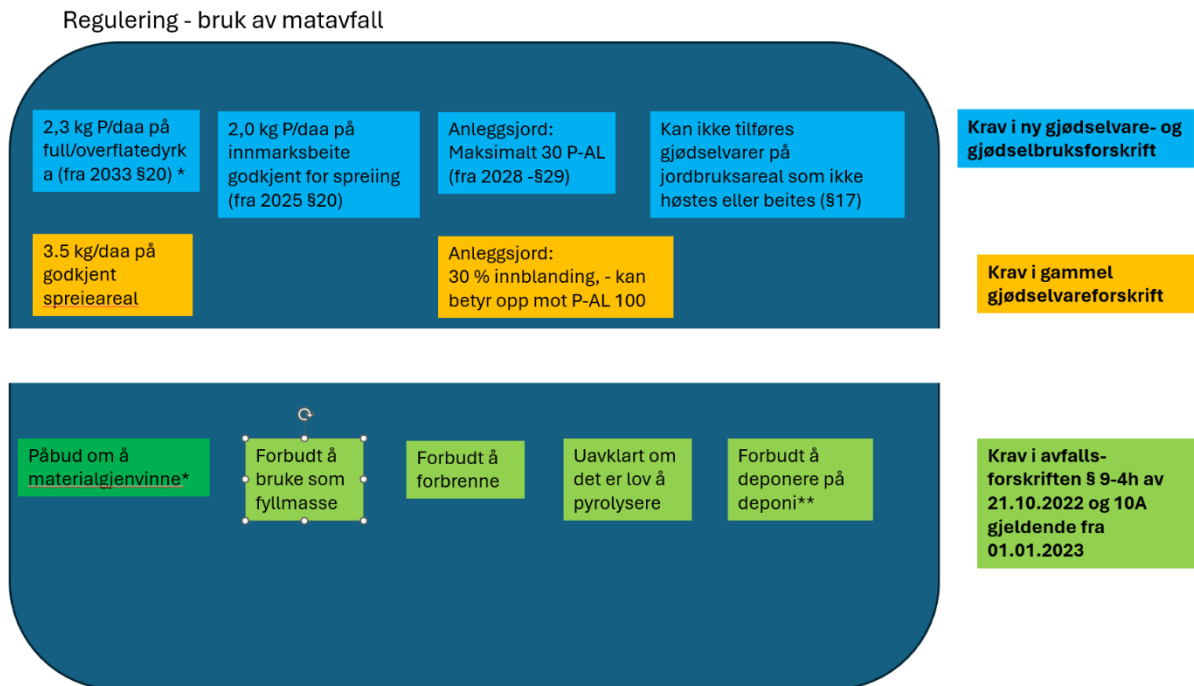 Regulering - bruk av matavfall
2,3 kg P/daa på
full/overflatedyrk
a (fra 2033 §20) *
2,0 kg P/daa på
innmarksbeite
godkjent for spreiing
(fra 2025 §20)
Anleggsjord:
Maksimalt 30 P-AL
(fra 2028 -§29)
Kan ikke tilføres
gjødselvarer på
jordbruksareal som ikke
høstes eller beites (§17)
Krav i ny gjødselvare- og
gjødselbruksforskrift
3.5 kg/daa på
godkjent
spreieareal
Anleggsjord:
30 % innblanding, - kan
betyr opp mot P-AL 100
Krav i gammel
gjødselvareforskrift
Påbud om å
materialgjenvinne*
Forbudt å
bruke som
fyllmasse
Forbudt å
forbrenne
Uavklart om
det er lov å
pyrolysere
Forbudt å
deponere på
deponi**
Krav i avfalls-
forskriften § 9-4h av
21.10.2022 og 10A
gjeldende fra
01.01.2023